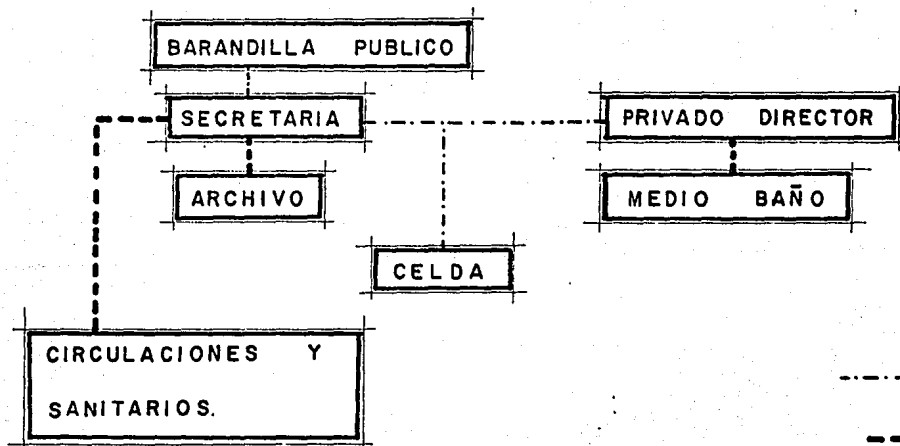 BARANDILLA PUBLICO
SECRETARIA
PRIVADO DIRECTOR
ARCHIVO
MEDIO BAÑO
CELDA
CIRCULACIONES Y
SANITARIOS.